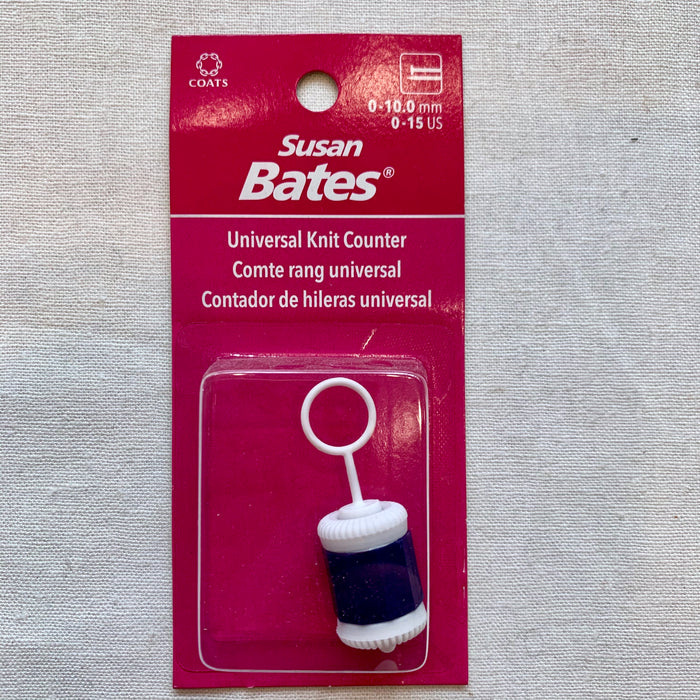 COATS
0-10.0 mm
0-15 US
Susan
Bates®
Universal Knit Counter
Comte rang universal
Contador de hileras universal